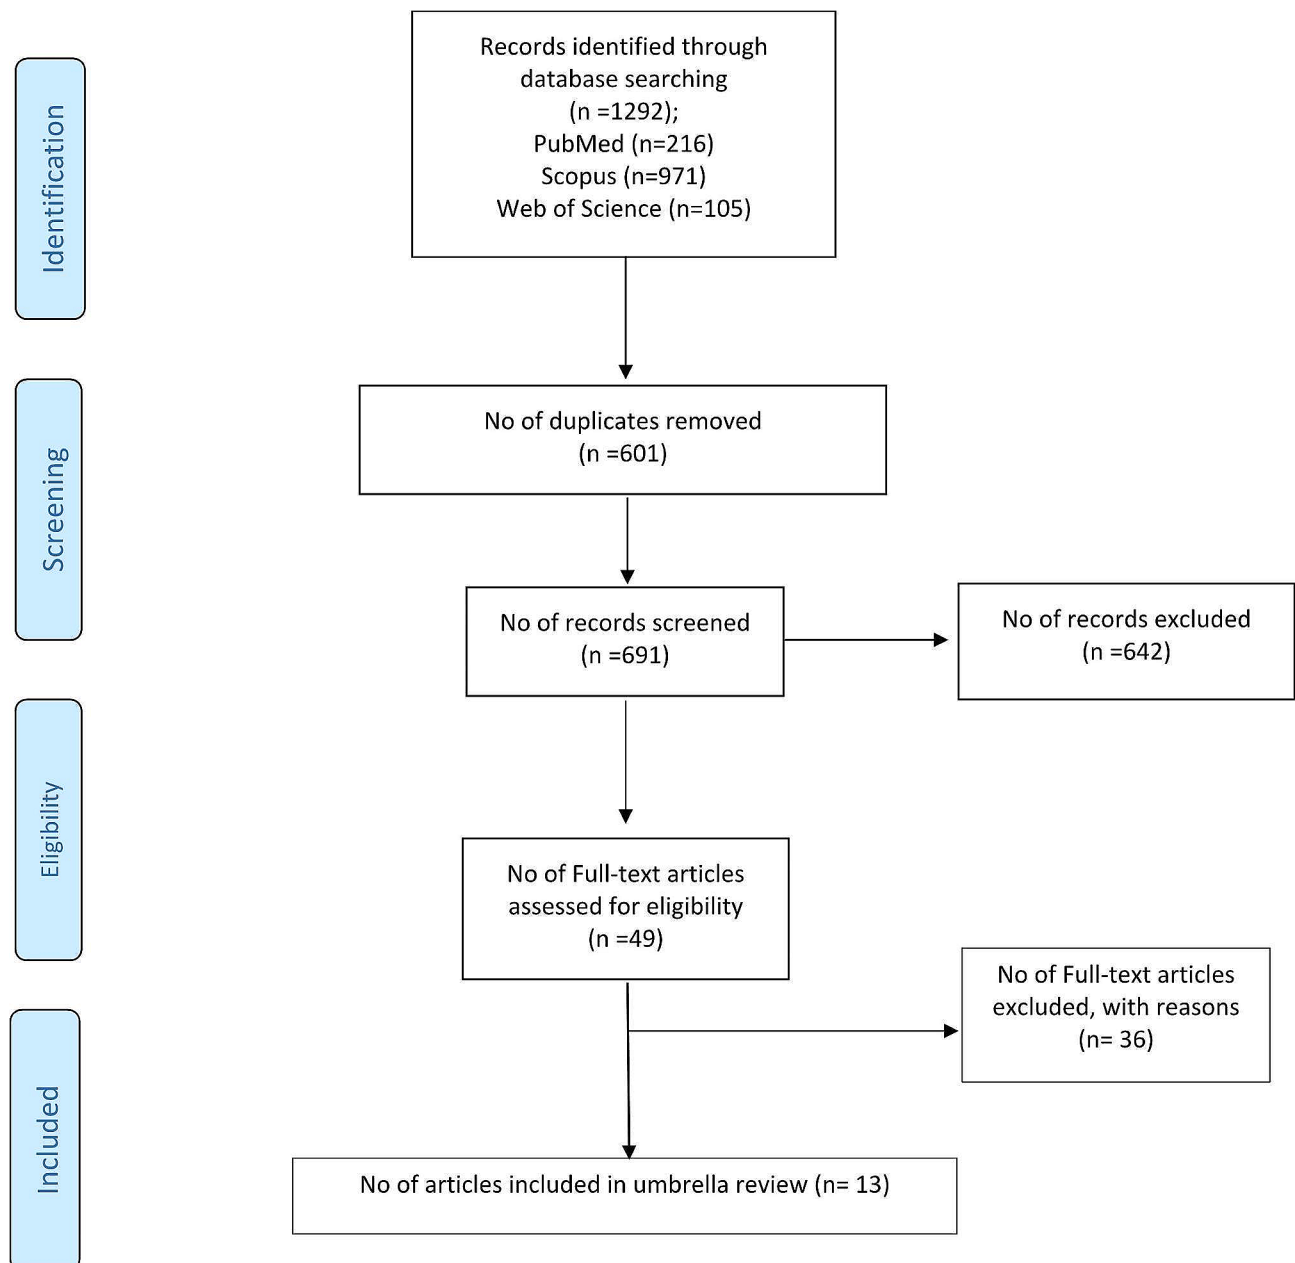 Identification
Records identified through
database searching
(n =1292);
PubMed (n=216)
Scopus (n=971)
Web of Science (n=105)
Screening
No of duplicates removed
(n =601)
No of records screened
(n =691)
No of records excluded
(n =642)
Eligibility
No of Full-text articles
assessed for eligibility
(n =49)
No of Full-text articles
excluded, with reasons
(n= 36)
Included
No of articles included in umbrella review (n= 13)